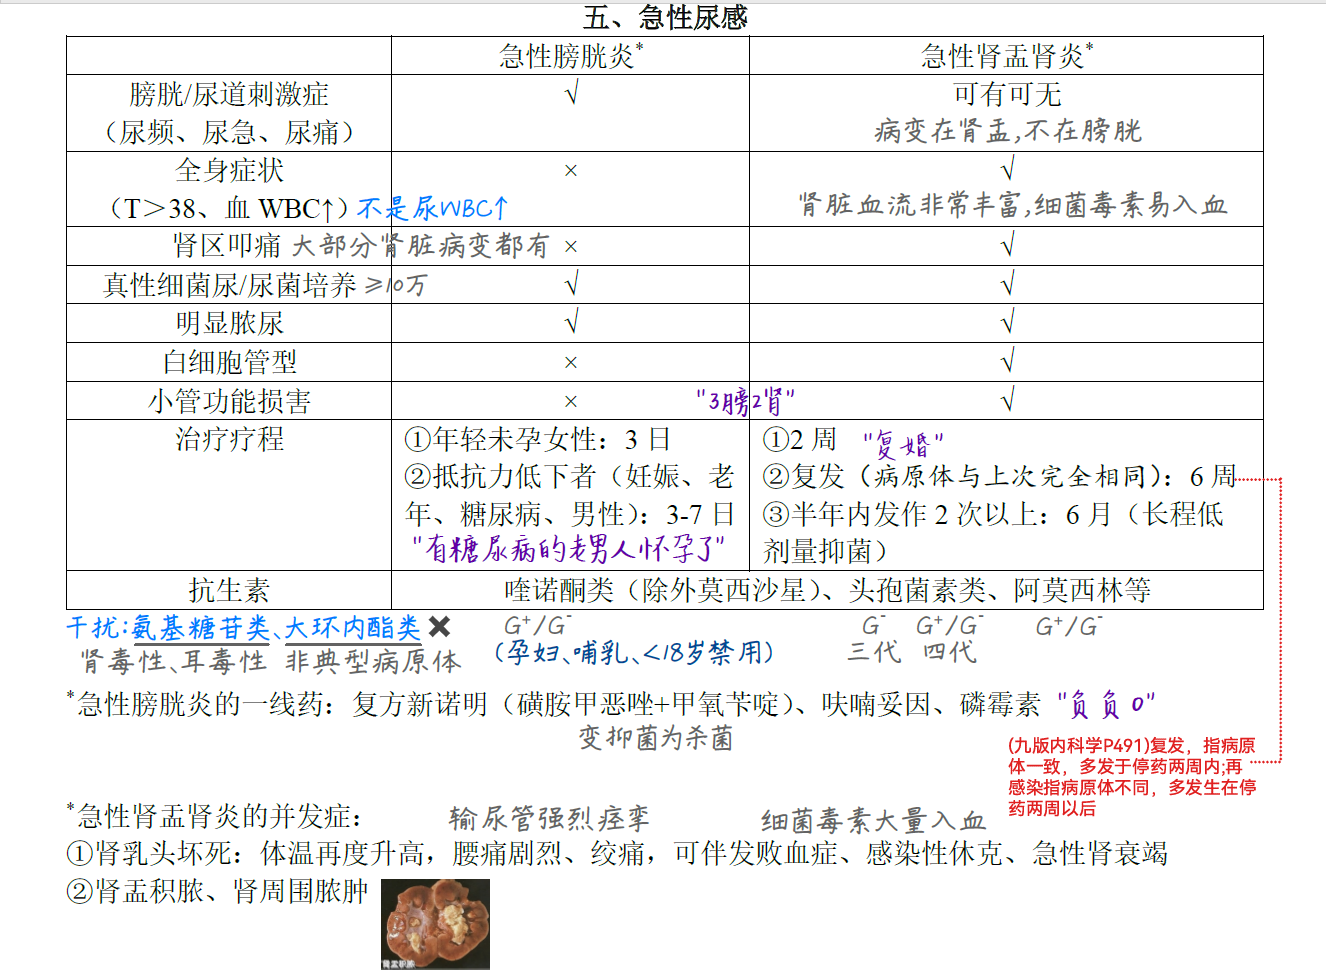 五、急性尿感
急性膀胱炎* 急性肾盂肾炎*
膀胱/尿道刺激症 √ 可有可无
（尿频、尿急、尿痛） 病变在肾盂,不在膀胱
全身症状 × √
（T＞38、血 WBC↑）不是尿WBC↑ 肾脏血流非常丰富,细菌毒素易入血
肾区叩痛 大部分肾脏病变都有 × √
真性细菌尿/尿菌培养 ≥10万 √ √
明显脓尿 √ √
白细胞管型 × √
小管功能损害 × "3膀2肾" √
治疗疗程 ①年轻未孕女性：3 日 ①2 周 "复婚"
②抵抗力低下者（妊娠、老 ②复发（病原体与上次完全相同）：6 周
年、糖尿病、男性）：3-7 日 ③半年内发作 2 次以上：6 月（长程低
"有糖尿病的老男人怀孕了" 剂量抑菌）
抗生素 喹诺酮类（除外莫西沙星）、头孢菌素类、阿莫西林等
干扰:氨基糖苷类、大环内酯类✖ G⁺/G⁻ G⁻ G⁺/G⁻ G⁺/G⁻
肾毒性、耳毒性 非典型病原体 (孕妇、哺乳、<18岁禁用) 三代 四代
*急性膀胱炎的一线药：复方新诺明（磺胺甲恶唑+甲氧苄啶）、呋喃妥因、磷霉素 "负负0"
变抑菌为杀菌
(九版内科学P491)复发，指病原
体一致，多发于停药两周内;再
感染指病原体不同，多发生在停
药两周以后
*急性肾盂肾炎的并发症： 输尿管强烈痉挛 细菌毒素大量入血
①肾乳头坏死：体温再度升高，腰痛剧烈、绞痛，可伴发败血症、感染性休克、急性肾衰竭
②肾盂积脓、肾周围脓肿
肾盂积脓